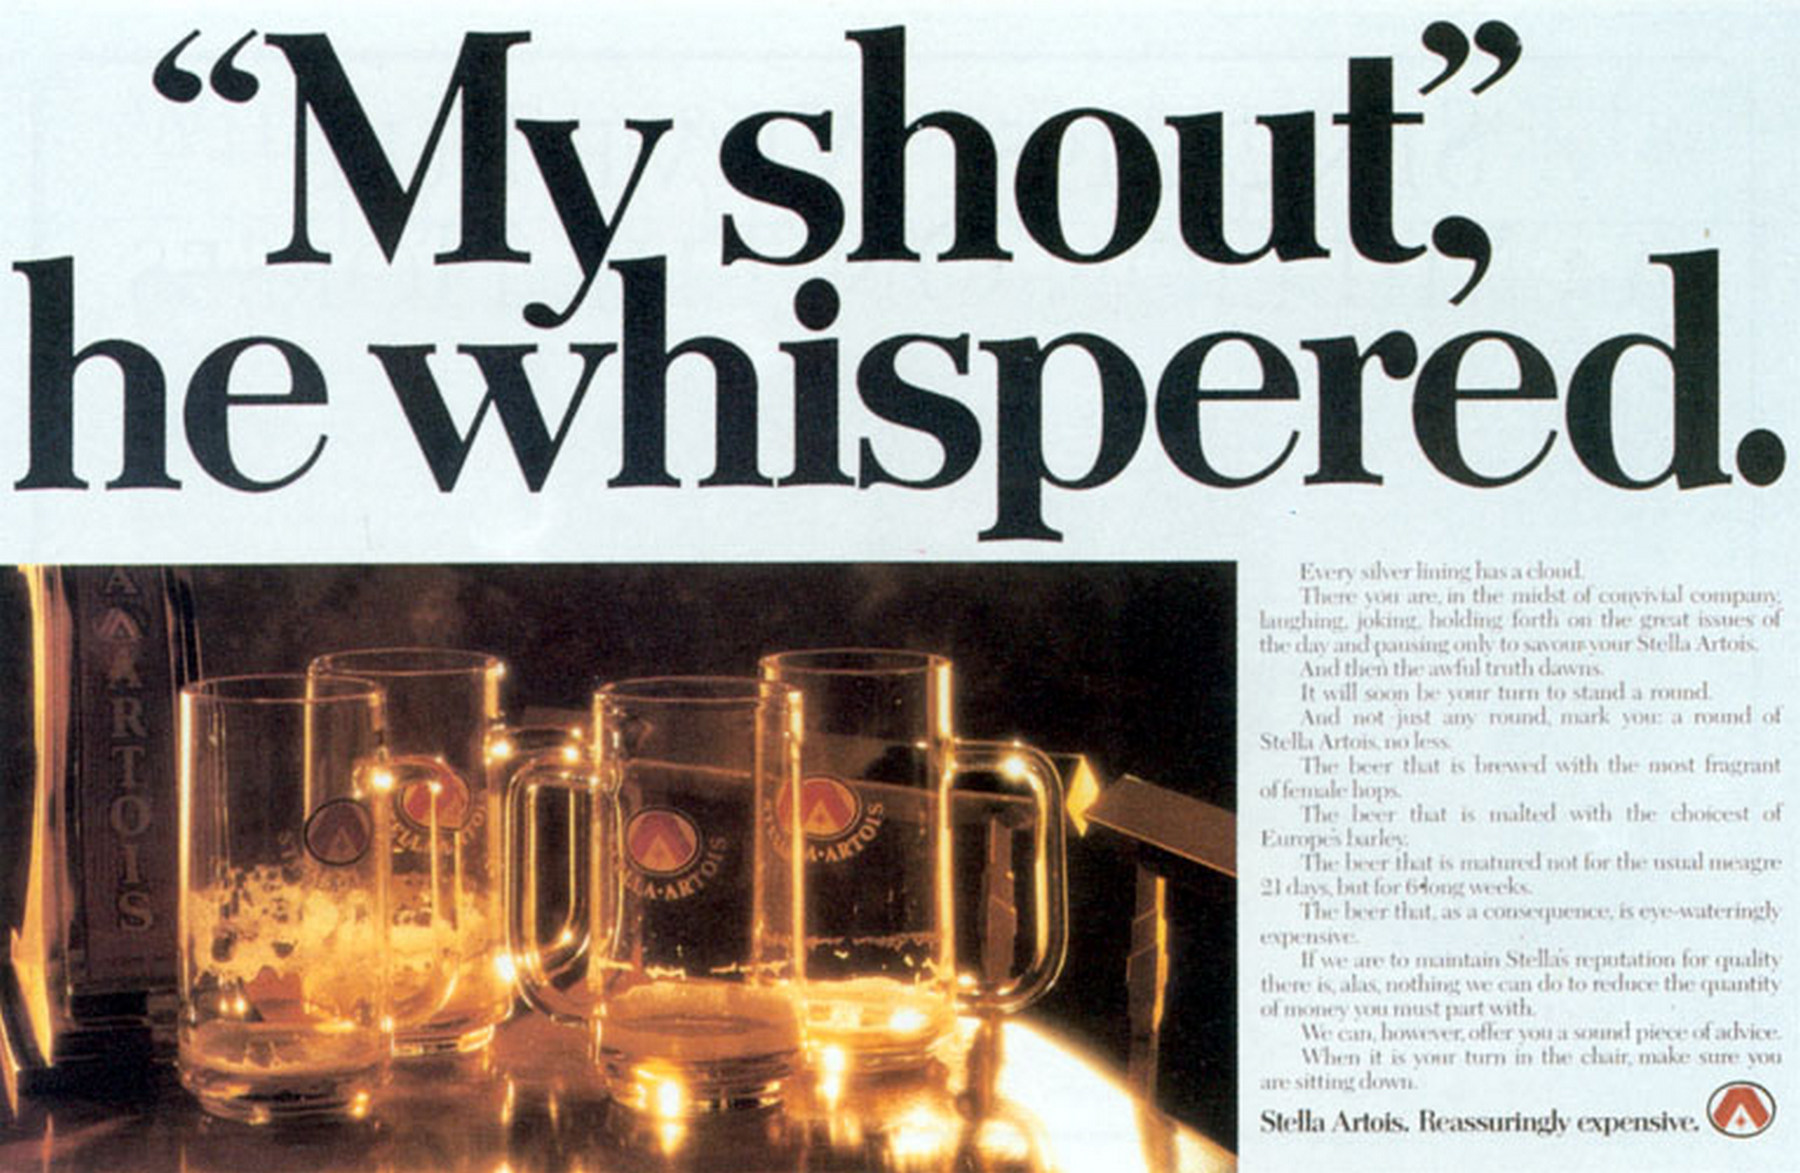 “My shout,”
he whispered.
A
ARTOIS
STELLA·ARTOIS
STELLA·ARTOIS
Every silver lining has a cloud.
There you are, in the midst of convivial company,
laughing, joking, holding forth on the great issues of
the day and pausing only to savour your Stella Artois.
And then the awful truth dawns.
It will soon be your turn to stand a round.
And not just any round, mark you: a round of
Stella Artois, no less.
The beer that is brewed with the most fragrant
of female hops.
The beer that is malted with the choicest of
Europe's barley.
The beer that is matured not for the usual meagre
21 days, but for 6 long weeks.
The beer that, as a consequence, is eye-wateringly
expensive.
If we are to maintain Stella's reputation for quality
there is, alas, nothing we can do to reduce the quantity
of money you must part with.
We can, however, offer you a sound piece of advice.
When it is your turn in the chair, make sure you
are sitting down.
Stella Artois. Reassuringly expensive.